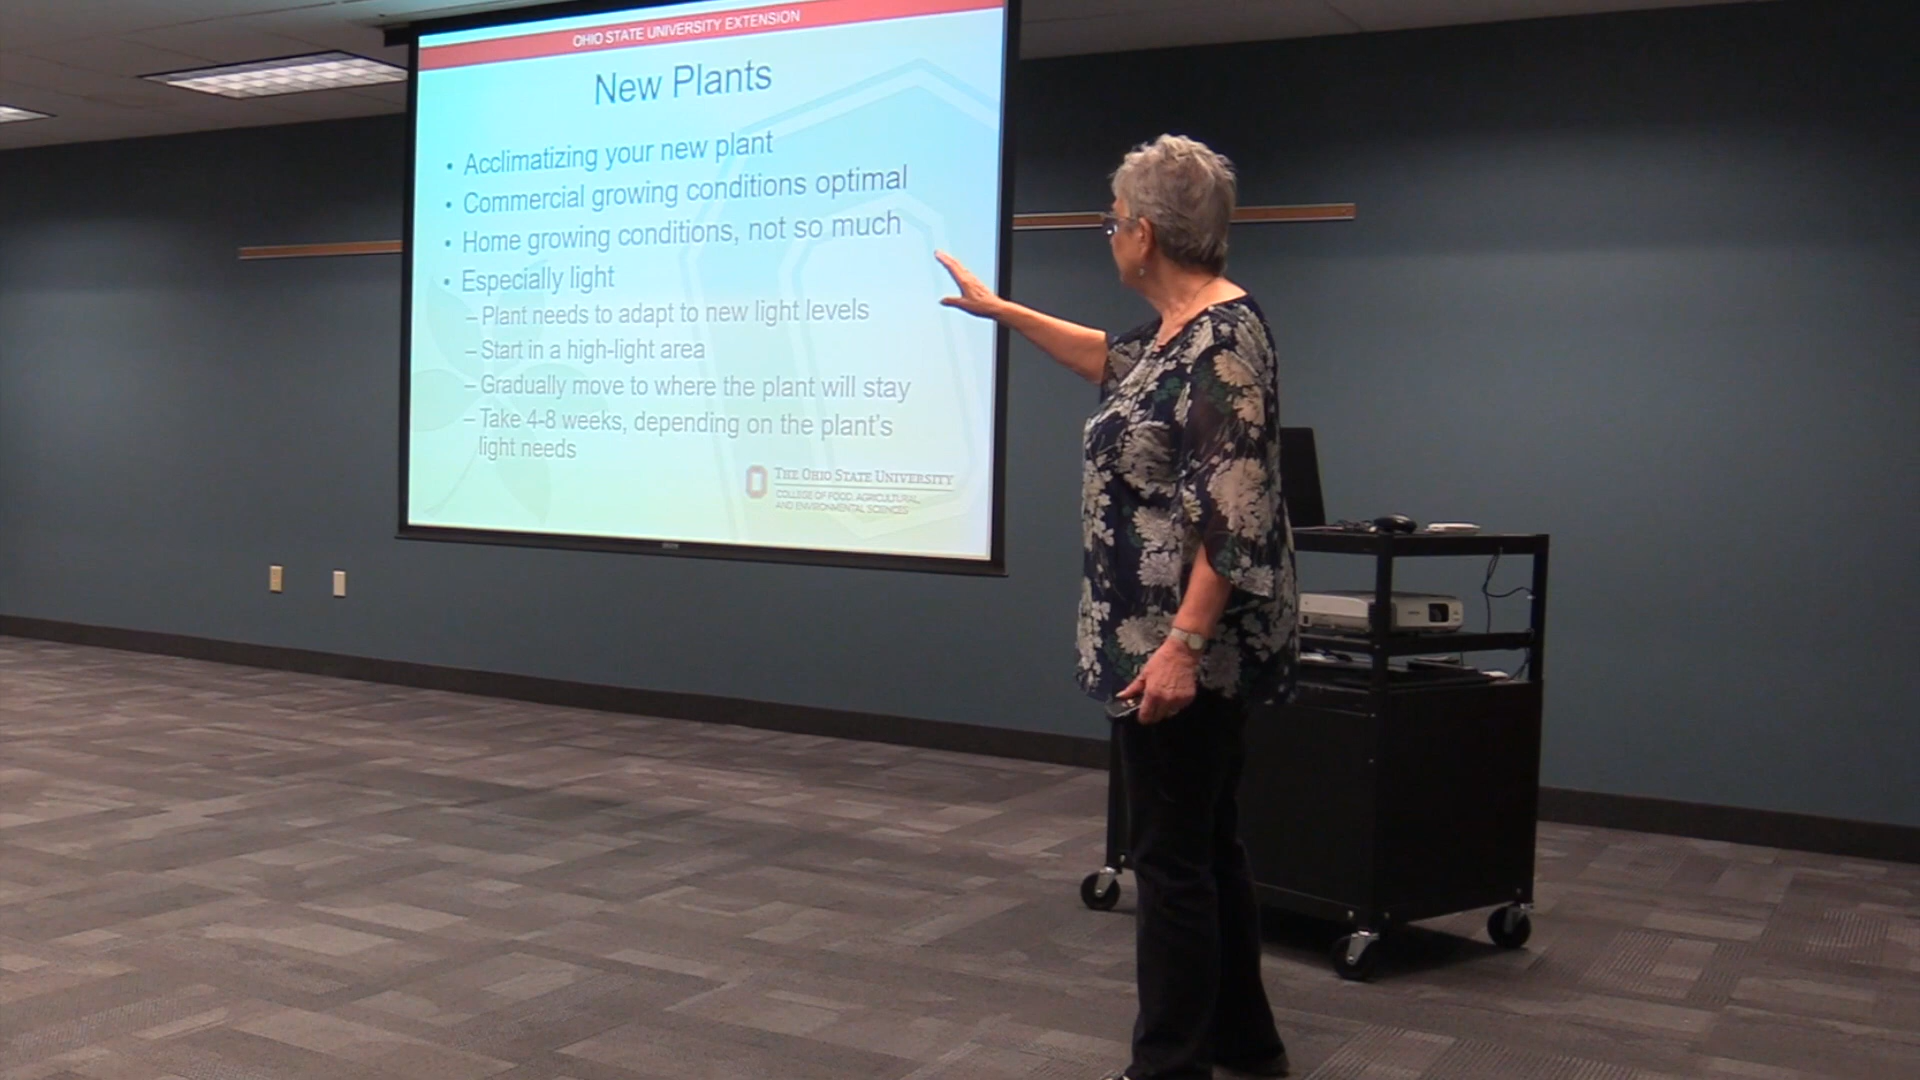 OHIO STATE UNIVERSITY EXTENSION
New Plants
• Acclimatizing your new plant
• Commercial growing conditions optimal
• Home growing conditions, not so much
• Especially light
– Plant needs to adapt to new light levels
– Start in a high-light area
– Gradually move to where the plant will stay
– Take 4-8 weeks, depending on the plant's
light needs
THE OHIO STATE UNIVERSITY
COLLEGE OF FOOD, AGRICULTURAL,
AND ENVIRONMENTAL SCIENCES